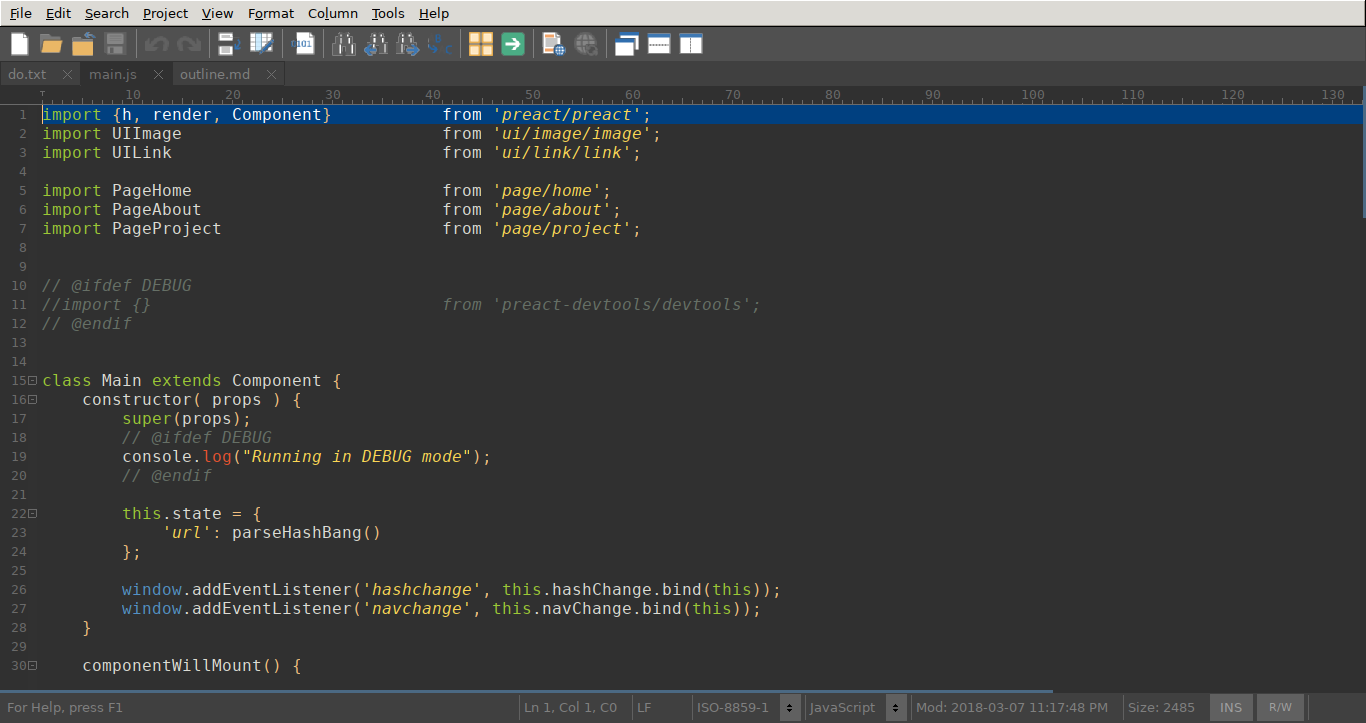 File Edit Search Project View Format Column Tools Help
0101
do.txt main.js outline.md
10 20 30 40 50 60 70 80 90 100 110 120 130
1 import {h, render, Component} from 'preact/preact';
2 import UIImage from 'ui/image/image';
3 import UILink from 'ui/link/link';
4
5 import PageHome from 'page/home';
6 import PageAbout from 'page/about';
7 import PageProject from 'page/project';
8
9
10 // @ifdef DEBUG
11 //import {} from 'preact-devtools/devtools';
12 // @endif
13
14
15 class Main extends Component {
16 constructor( props ) {
17 super(props);
18 // @ifdef DEBUG
19 console.log("Running in DEBUG mode");
20 // @endif
21
22 this.state = {
23 'url': parseHashBang()
24 };
25
26 window.addEventListener('hashchange', this.hashChange.bind(this));
27 window.addEventListener('navchange', this.navChange.bind(this));
28 }
29
30 componentWillMount() {
For Help, press F1 Ln 1, Col 1, C0 LF ISO-8859-1 JavaScript Mod: 2018-03-07 11:17:48 PM Size: 2485 INS R/W